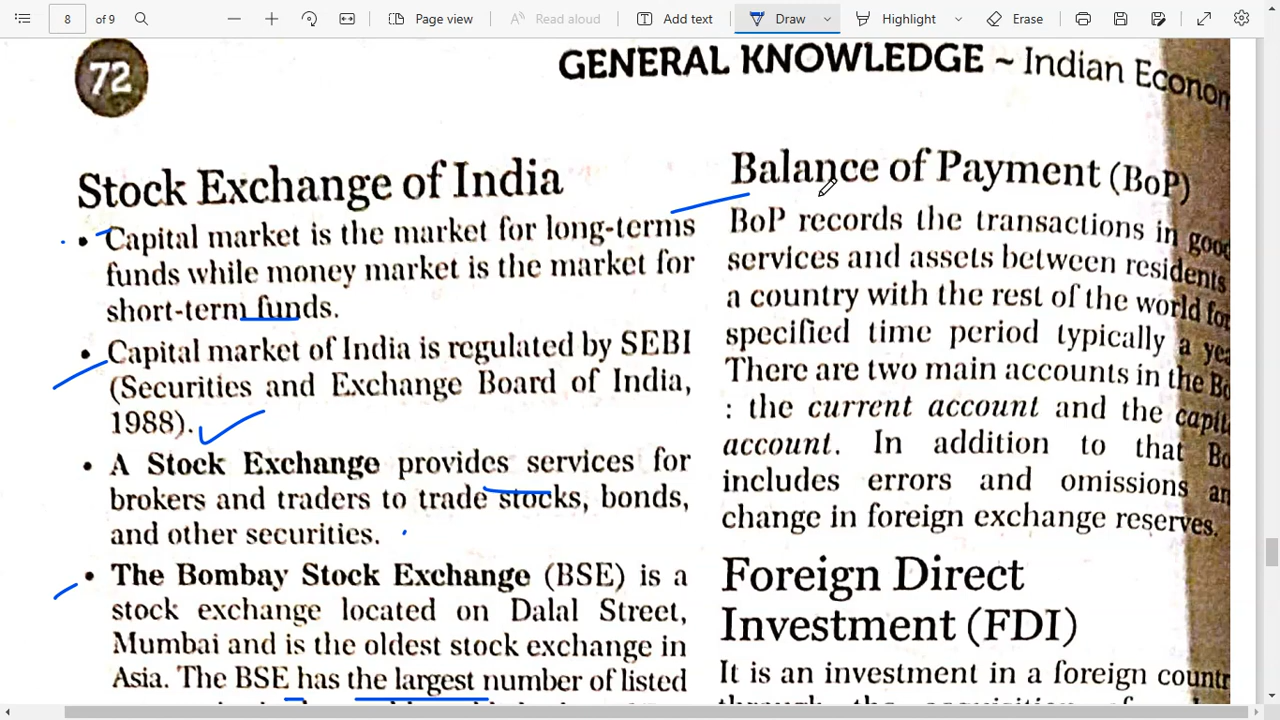 8
of 9
Page view
Read aloud
Add text
Draw
Highlight
Erase
72
GENERAL KNOWLEDGE ~ Indian Econom
Stock Exchange of India
• Capital market is the market for long-terms
funds while money market is the market for
short-term funds.
• Capital market of India is regulated by SEBI
(Securities and Exchange Board of India,
1988).
• A Stock Exchange provides services for
brokers and traders to trade stocks, bonds,
and other securities.
• The Bombay Stock Exchange (BSE) is a
stock exchange located on Dalal Street,
Mumbai and is the oldest stock exchange in
Asia. The BSE has the largest number of listed
Balance of Payment (BoP)
BoP records the transactions in good
services and assets between residents
a country with the rest of the world for
specified time period typically a yea
There are two main accounts in the Bo
: the current account and the capita
account. In addition to that Bo
includes errors and omissions an
change in foreign exchange reserves.
Foreign Direct
Investment (FDI)
It is an investment in a foreign countr
through the acquisition of